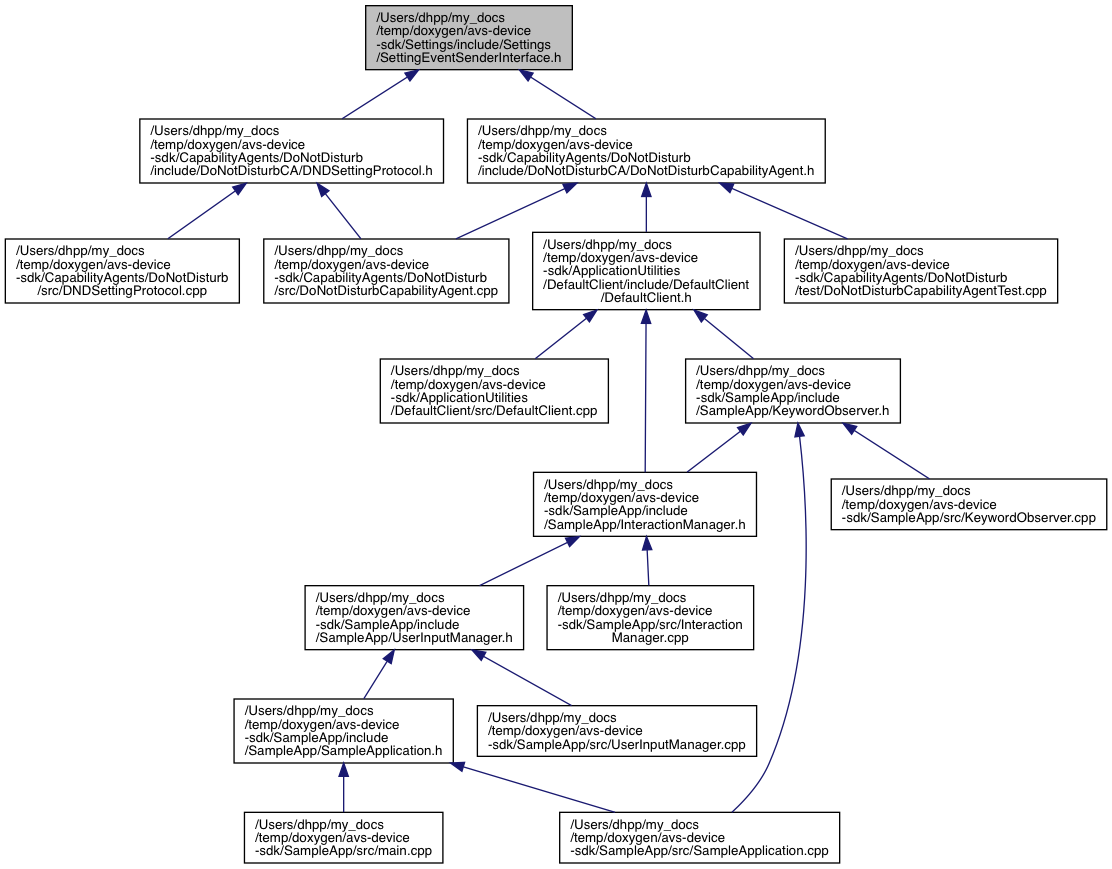 /Users/dhpp/my_docs
/temp/doxygen/avs-device
-sdk/Settings/include/Settings
/SettingEventSenderInterface.h
/Users/dhpp/my_docs
/temp/doxygen/avs-device
-sdk/CapabilityAgents/DoNotDisturb
/include/DoNotDisturbCA/DNDSettingProtocol.h
/Users/dhpp/my_docs
/temp/doxygen/avs-device
-sdk/CapabilityAgents/DoNotDisturb
/include/DoNotDisturbCA/DoNotDisturbCapabilityAgent.h
/Users/dhpp/my_docs
/temp/doxygen/avs-device
-sdk/CapabilityAgents/DoNotDisturb
/src/DNDSettingProtocol.cpp
/Users/dhpp/my_docs
/temp/doxygen/avs-device
-sdk/CapabilityAgents/DoNotDisturb
/src/DoNotDisturbCapabilityAgent.cpp
/Users/dhpp/my_docs
/temp/doxygen/avs-device
-sdk/ApplicationUtilities
/DefaultClient/include/DefaultClient
/DefaultClient.h
/Users/dhpp/my_docs
/temp/doxygen/avs-device
-sdk/CapabilityAgents/DoNotDisturb
/test/DoNotDisturbCapabilityAgentTest.cpp
/Users/dhpp/my_docs
/temp/doxygen/avs-device
-sdk/ApplicationUtilities
/DefaultClient/src/DefaultClient.cpp
/Users/dhpp/my_docs
/temp/doxygen/avs-device
-sdk/SampleApp/include
/SampleApp/KeywordObserver.h
/Users/dhpp/my_docs
/temp/doxygen/avs-device
-sdk/SampleApp/include
/SampleApp/InteractionManager.h
/Users/dhpp/my_docs
/temp/doxygen/avs-device
-sdk/SampleApp/src/KeywordObserver.cpp
/Users/dhpp/my_docs
/temp/doxygen/avs-device
-sdk/SampleApp/include
/SampleApp/UserInputManager.h
/Users/dhpp/my_docs
/temp/doxygen/avs-device
-sdk/SampleApp/src/Interaction
Manager.cpp
/Users/dhpp/my_docs
/temp/doxygen/avs-device
-sdk/SampleApp/include
/SampleApp/SampleApplication.h
/Users/dhpp/my_docs
/temp/doxygen/avs-device
-sdk/SampleApp/src/UserInputManager.cpp
/Users/dhpp/my_docs
/temp/doxygen/avs-device
-sdk/SampleApp/src/main.cpp
/Users/dhpp/my_docs
/temp/doxygen/avs-device
-sdk/SampleApp/src/SampleApplication.cpp